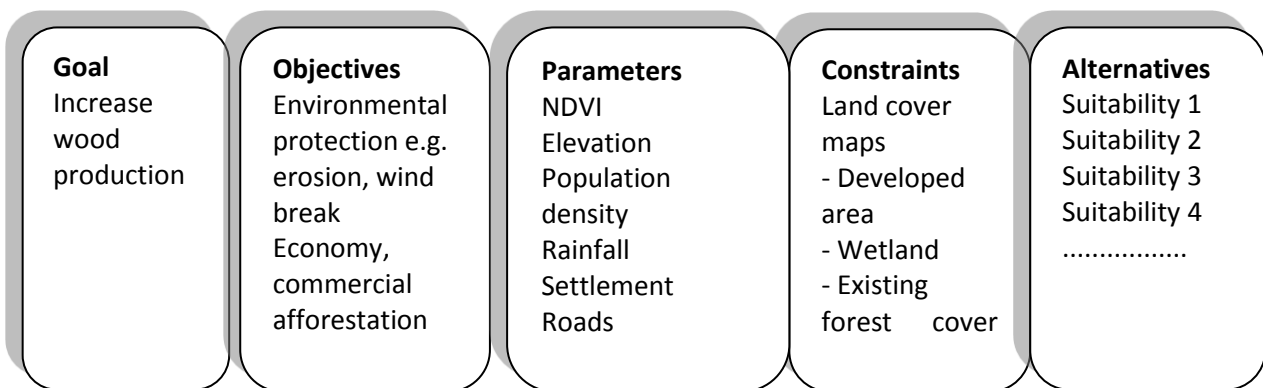 Goal
Increase
wood
production
Objectives
Environmental
protection e.g.
erosion, wind
break
Economy,
commercial
afforestation
Parameters
NDVI
Elevation
Population
density
Rainfall
Settlement
Roads
Constraints
Land cover
maps
- Developed
area
- Wetland
- Existing
forest cover
Alternatives
Suitability 1
Suitability 2
Suitability 3
Suitability 4
.................